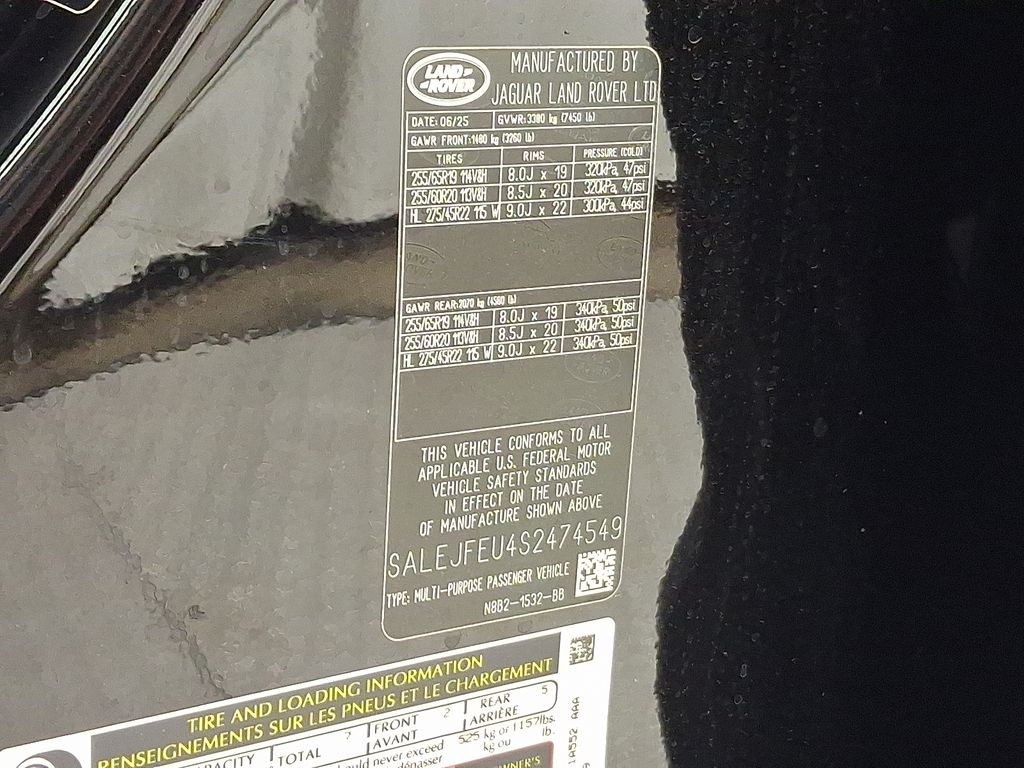 LAND-
-ROVER
MANUFACTURED BY
JAGUAR LAND ROVER LTD
DATE: 06/25 GVWR: 3380 kg (7450 lb)
GAWR FRONT: 1480 kg (3260 lb)
TIRES RIMS PRESSURE (COLD)
255/65R19 114V&H 8.0J x 19 320kPa, 47psi
255/60R20 113V&H 8.5J x 20 320kPa, 47psi
HL 275/45R22 115 W 9.0J x 22 300kPa, 44psi
GAWR REAR: 2070 kg (4560 lb)
255/65R19 114V&H 8.0J x 19 340kPa, 50psi
255/60R20 113V&H 8.5J x 20 340kPa, 50psi
HL 275/45R22 115 W 9.0J x 22 340kPa, 50psi
THIS VEHICLE CONFORMS TO ALL
APPLICABLE U.S. FEDERAL MOTOR
VEHICLE SAFETY STANDARDS
IN EFFECT ON THE DATE
OF MANUFACTURE SHOWN ABOVE
SALEJFEU4S2474549
TYPE: MULTI-PURPOSE PASSENGER VEHICLE
N8B2-1532-BB
TIRE AND LOADING INFORMATION
RENSEIGNEMENTS SUR LES PNEUS ET LE CHARGEMENT
TOTAL 7 FRONT 2 REAR 5
AVANT ARRIÈRE
never exceed 525 kg or 1157lbs.
kg ou
1A552 AAA